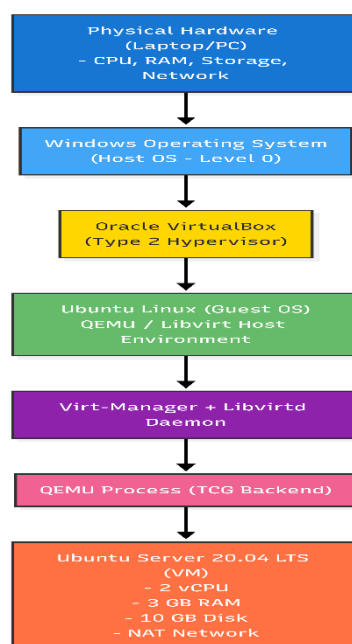 Physical Hardware
(Laptop/PC)
- CPU, RAM, Storage,
Network
Windows Operating System
(Host OS - Level 0)
Oracle VirtualBox
(Type 2 Hypervisor)
Ubuntu Linux (Guest OS)
QEMU / Libvirt Host
Environment
Virt-Manager + Libvirtd
Daemon
QEMU Process (TCG Backend)
Ubuntu Server 20.04 LTS
(VM)
- 2 vCPU
- 3 GB RAM
- 10 GB Disk
- NAT Network